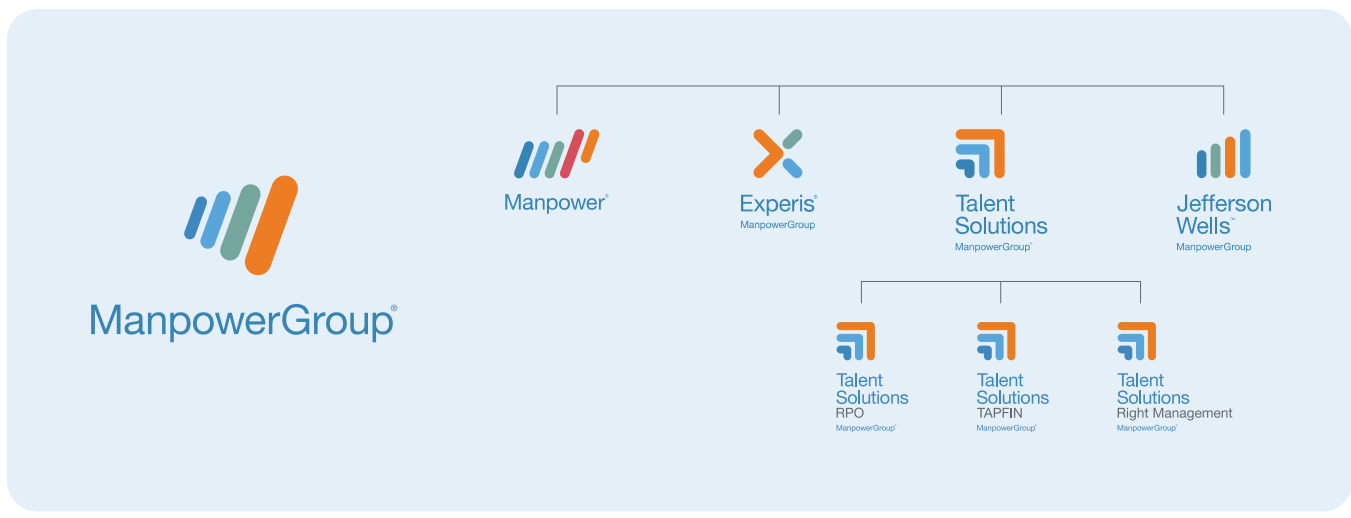 ManpowerGroup®
Manpower®
Experis®
ManpowerGroup
Talent
Solutions
ManpowerGroup®
Jefferson
Wells™
ManpowerGroup
Talent
Solutions
RPO
ManpowerGroup®
Talent
Solutions
TAPFIN
ManpowerGroup®
Talent
Solutions
Right Management
ManpowerGroup®